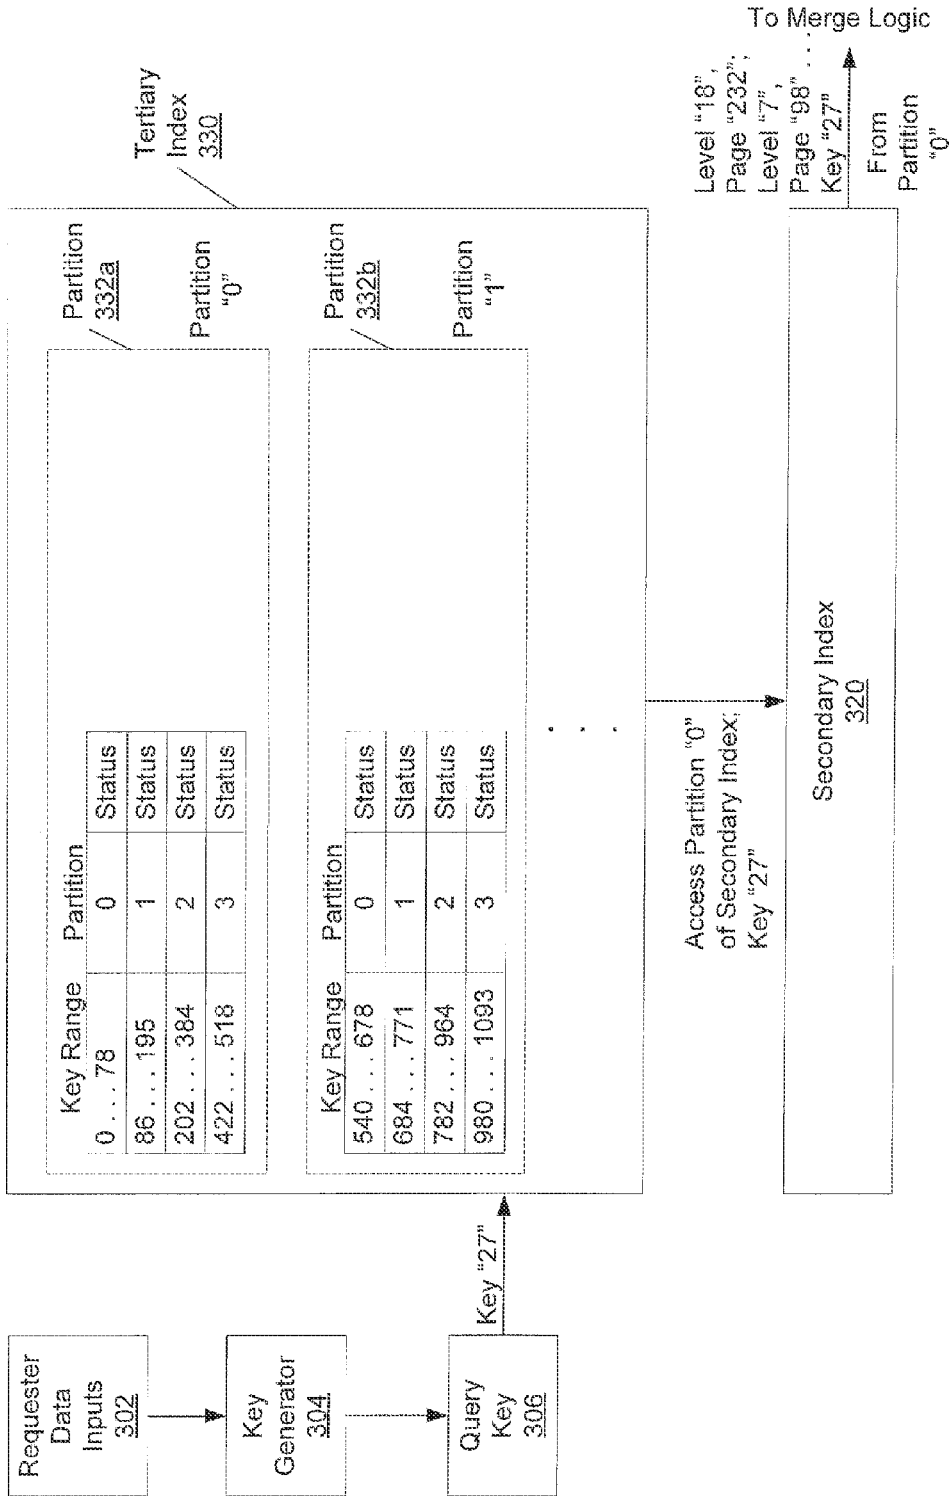 Requester
Data
Inputs
302
Key
Generator
304
Query
Key
306
Key "27"
Key Range Partition
0 . . . 78 0 Status
86 . . . 195 1 Status
202 . . . 384 2 Status
422 . . . 518 3 Status
Partition
332a
Partition
"0"
Key Range Partition
540 . . . 678 0 Status
684 . . . 771 1 Status
782 . . . 964 2 Status
980 . . . 1093 3 Status
Partition
332b
Partition
"1"
. . .
Tertiary
Index
330
Access Partition "0"
of Secondary Index;
Key "27"
Secondary Index
320
Level "18",
Page "232";
Level "7",
Page "98" . . .
Key "27"
From
Partition
"0"
To Merge Logic